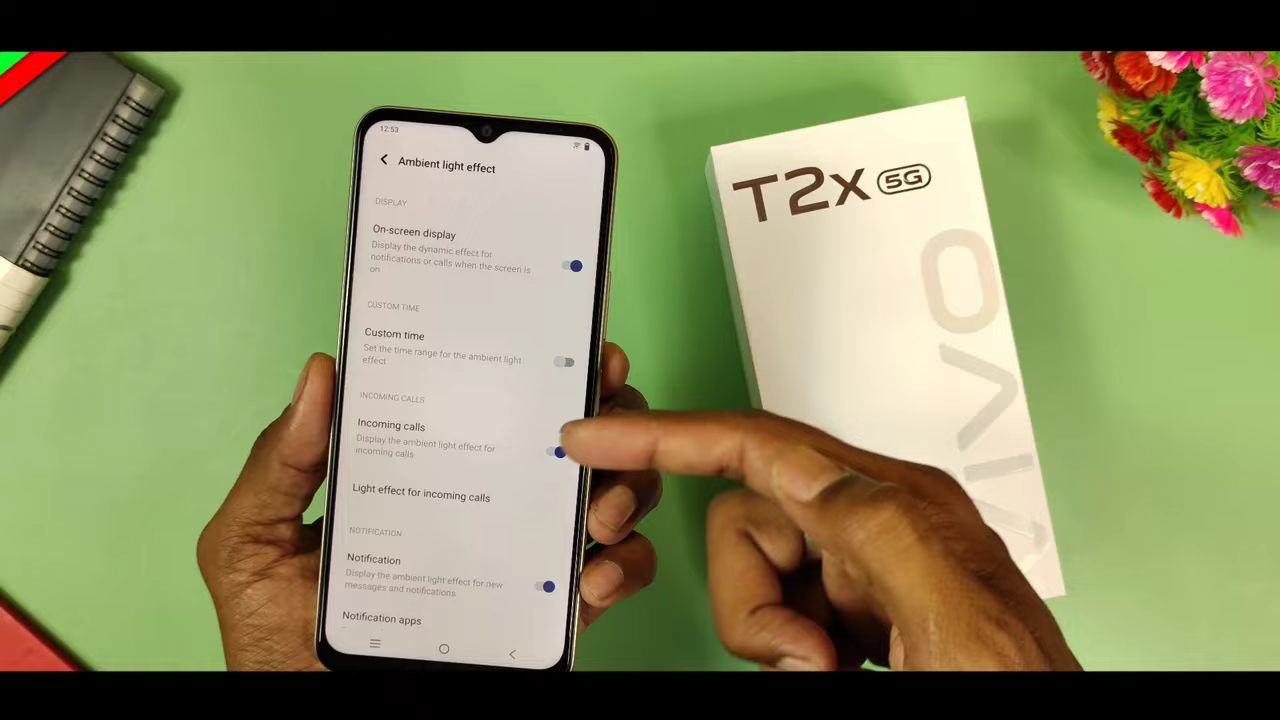 12:53
Ambient light effect
DISPLAY
On-screen display
Display the dynamic effect for
notifications or calls when the screen is
on
CUSTOM TIME
Custom time
Set the time range for the ambient light
effect
INCOMING CALLS
Incoming calls
Display the ambient light effect for
incoming calls
Light effect for incoming calls
NOTIFICATION
Notification
Display the ambient light effect for new
messages and notifications
Notification apps
T2x 5G
vivo